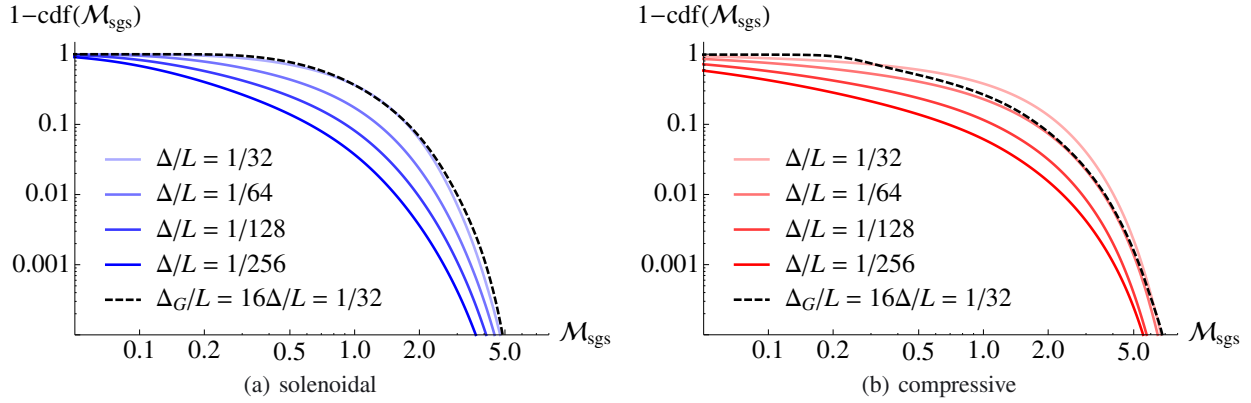 1−cdf(ℳsgs)
1
0.1
0.01
0.001
Δ/L = 1/32
Δ/L = 1/64
Δ/L = 1/128
Δ/L = 1/256
ΔG/L = 16Δ/L = 1/32
0.1 0.2 0.5 1.0 2.0 5.0 ℳsgs
(a) solenoidal
1−cdf(ℳsgs)
1
0.1
0.01
0.001
Δ/L = 1/32
Δ/L = 1/64
Δ/L = 1/128
Δ/L = 1/256
ΔG/L = 16Δ/L = 1/32
0.1 0.2 0.5 1.0 2.0 5.0 ℳsgs
(b) compressive